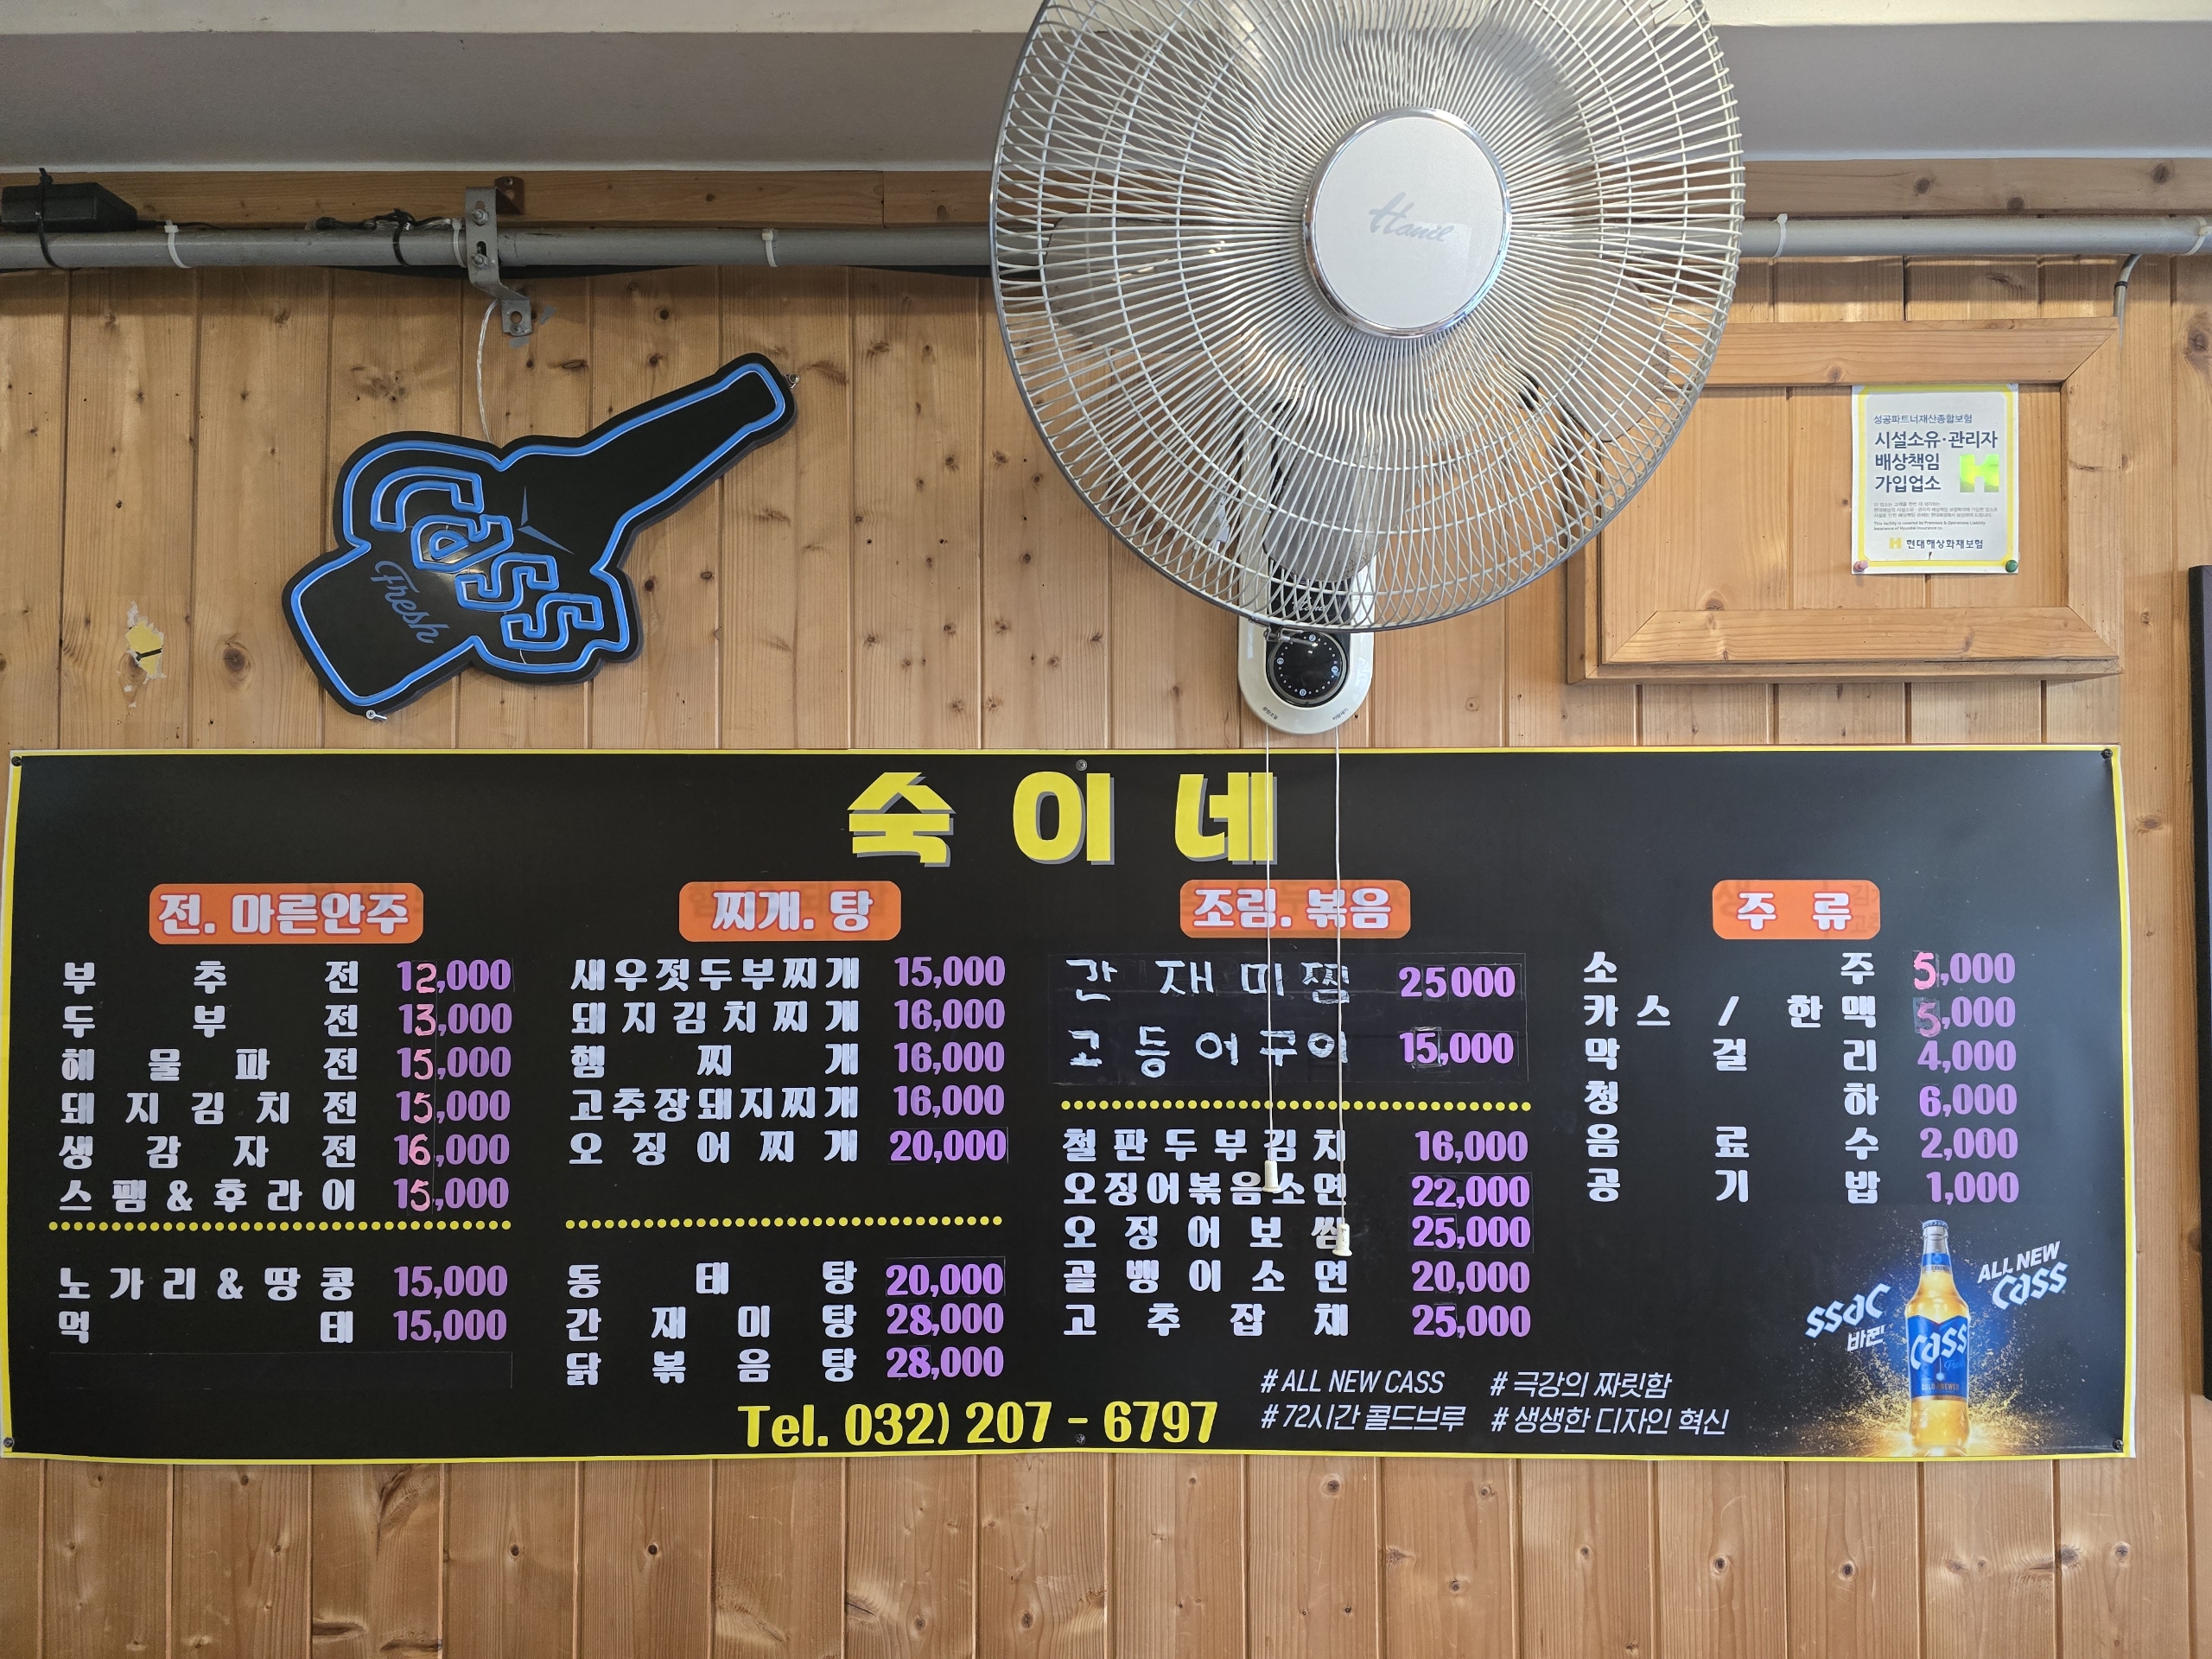 Hanil
Cass
Fresh
성공파트너재산종합보험
시설소유·관리자
배상책임
가입업소
현대해상화재보험
숙이네
전. 마른안주
부추전 12,000
두부전 13,000
해물파전 15,000
돼지김치전 15,000
생감자전 16,000
스팸&후라이 15,000
노가리&땅콩 15,000
먹태 15,000
찌개. 탕
새우젓두부찌개 15,000
돼지김치찌개 16,000
햄찌개 16,000
고추장돼지찌개 16,000
오징어찌개 20,000
동태탕 20,000
간재미탕 28,000
닭볶음탕 28,000
조림. 볶음
간재미찜 25000
고등어구이 15,000
철판두부김치 16,000
오징어볶음소면 22,000
오징어보쌈 25,000
골뱅이소면 20,000
고추잡채 25,000
주류
소주 5,000
카스/한맥 5,000
막걸리 4,000
청하 6,000
음료수 2,000
공기밥 1,000
ssac
바뀐
ALL NEW
Cass
Cass
# ALL NEW CASS # 극강의 짜릿함
# 72시간 콜드브루 # 생생한 디자인 혁신
Tel. 032) 207 - 6797